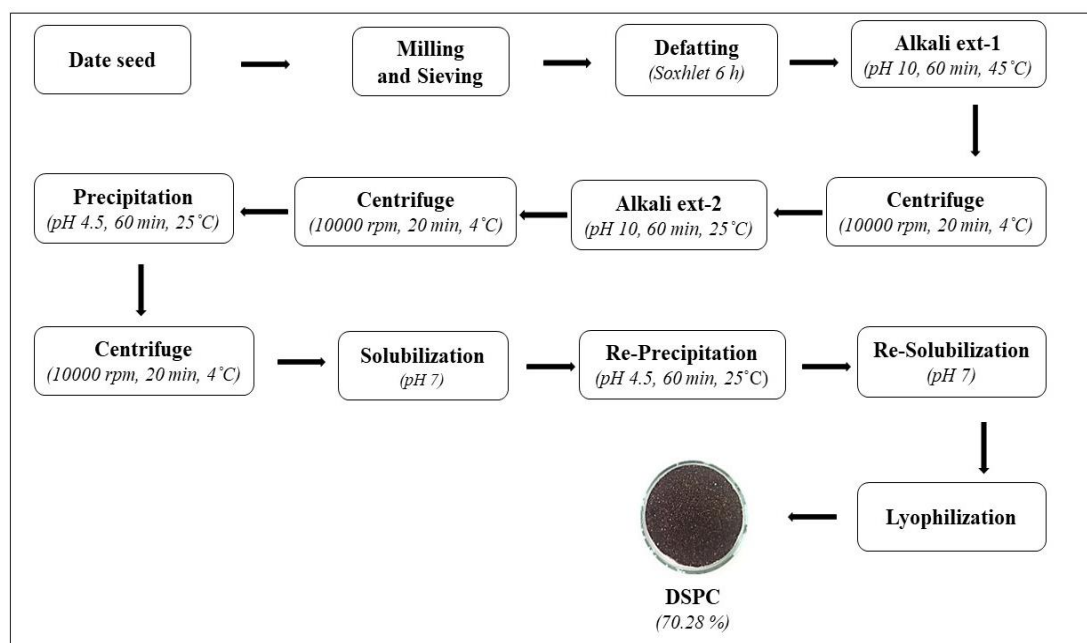 Date seed
Milling
and Sieving
Defatting
(Soxhlet 6 h)
Alkali ext-1
(pH 10, 60 min, 45˚C)
Centrifuge
(10000 rpm, 20 min, 4˚C)
Alkali ext-2
(pH 10, 60 min, 25˚C)
Centrifuge
(10000 rpm, 20 min, 4˚C)
Precipitation
(pH 4.5, 60 min, 25˚C)
Centrifuge
(10000 rpm, 20 min, 4˚C)
Solubilization
(pH 7)
Re-Precipitation
(pH 4.5, 60 min, 25˚C)
Re-Solubilization
(pH 7)
Lyophilization
DSPC
(70.28 %)